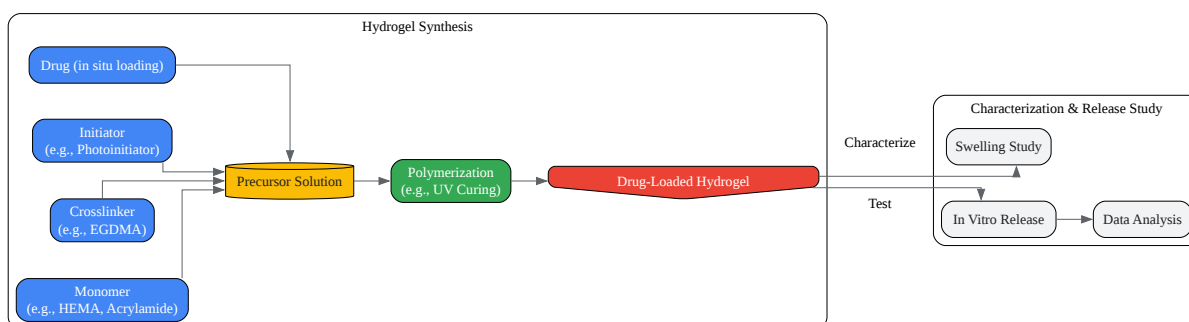 Hydrogel Synthesis
Drug (in situ loading)
Initiator
(e.g., Photoinitiator)
Crosslinker
(e.g., EGDMA)
Monomer
(e.g., HEMA, Acrylamide)
Precursor Solution
Polymerization
(e.g., UV Curing)
Drug-Loaded Hydrogel
Characterize
Test
Characterization & Release Study
Swelling Study
In Vitro Release
Data Analysis